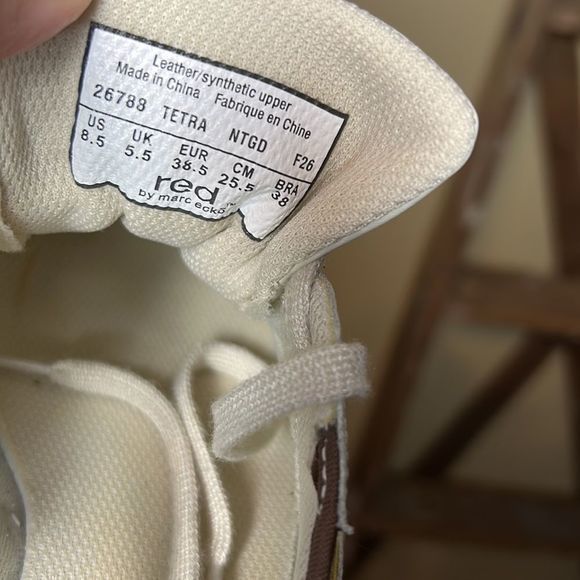 Leather/synthetic upper
Made in China Fabrique en Chine
26788 TETRA NTGD F26
US UK EUR CM BRA
8.5 5.5 38.5 25.5 38
red™
by marc ecko